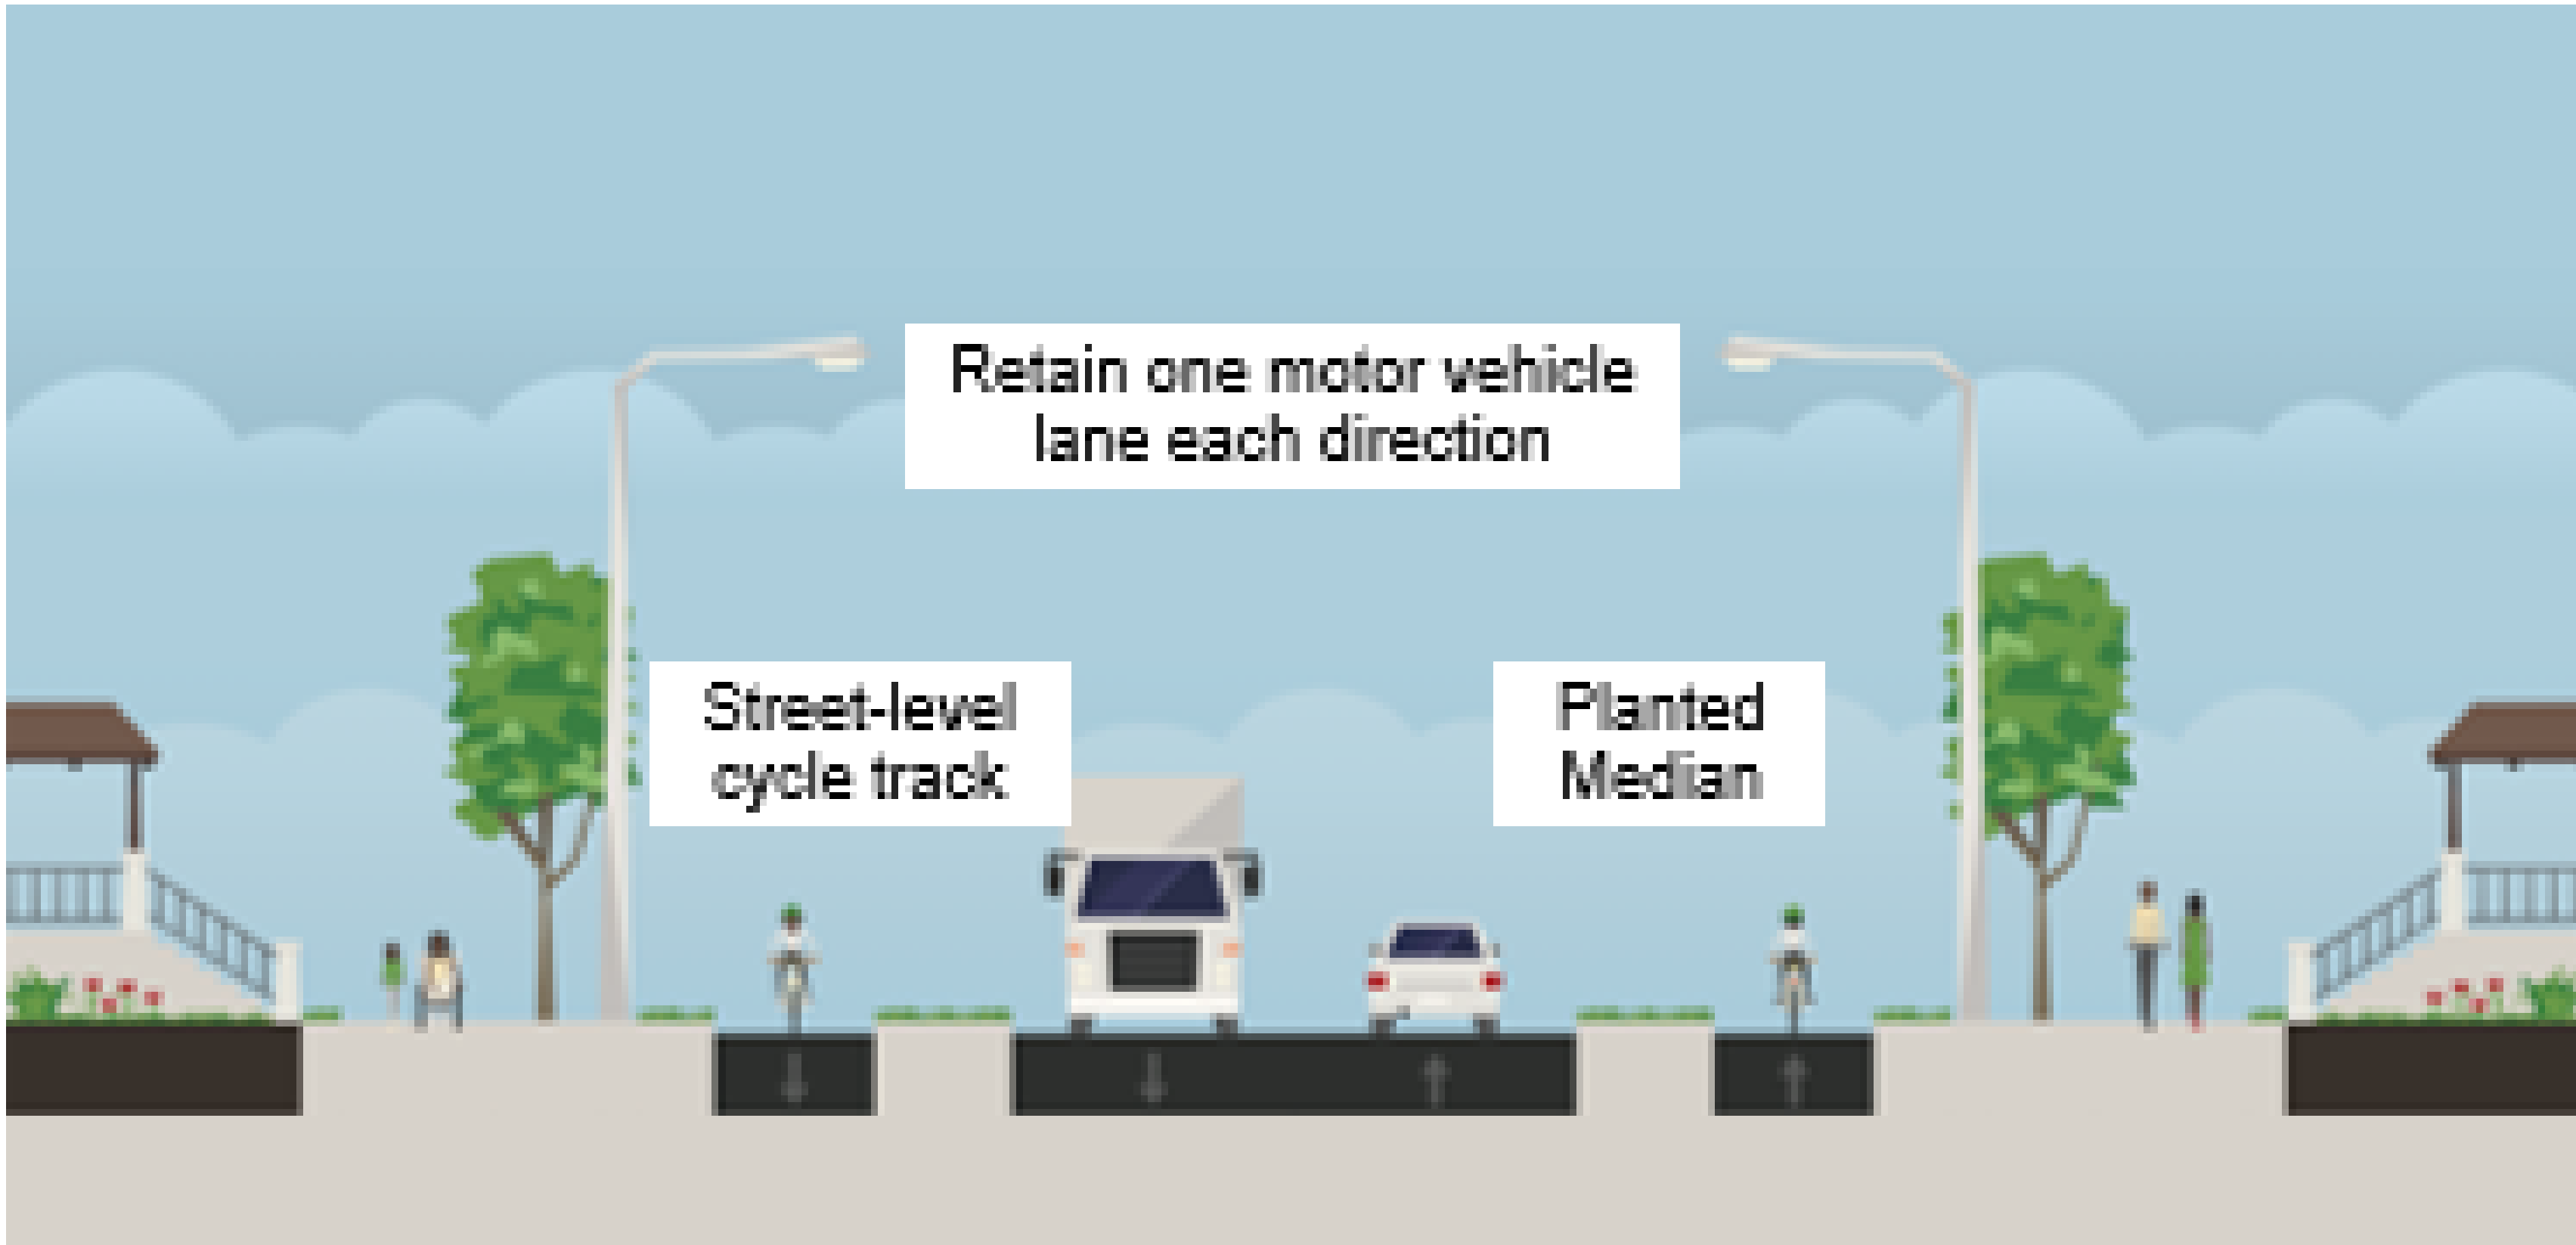 Retain one motor vehicle
lane each direction
Street-level
cycle track
Planted
Median